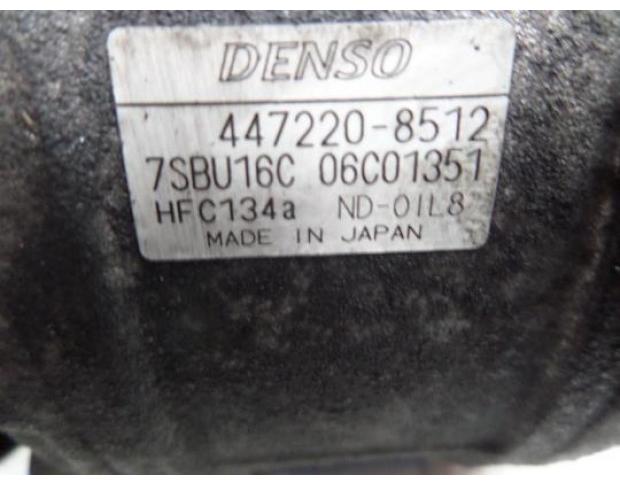 DENSO
447220-8512
7SBU16C 06C01351
HFC134a ND-OIL8
MADE IN JAPAN